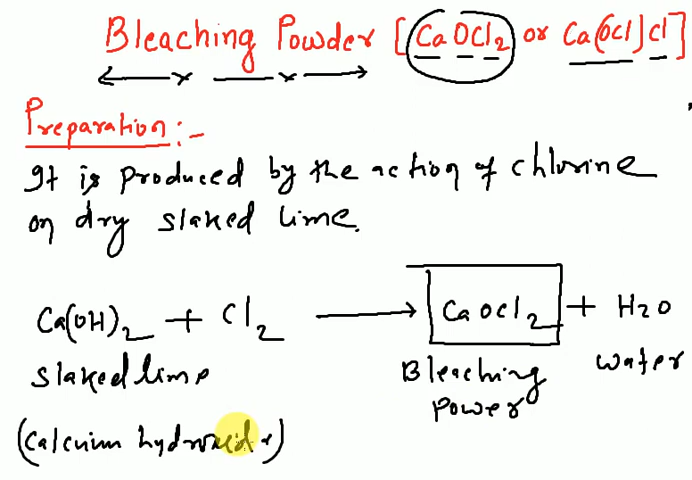 Bleaching Powder [CaOCl₂ or Ca(OCl)Cl]
Preparation:-
It is produced by the action of chlorine
on dry slaked lime.
Ca(OH)₂ + Cl₂ ⟶ CaOCl₂ + H₂O
Slaked lime Bleaching Power water
(Calcium hydroxide)